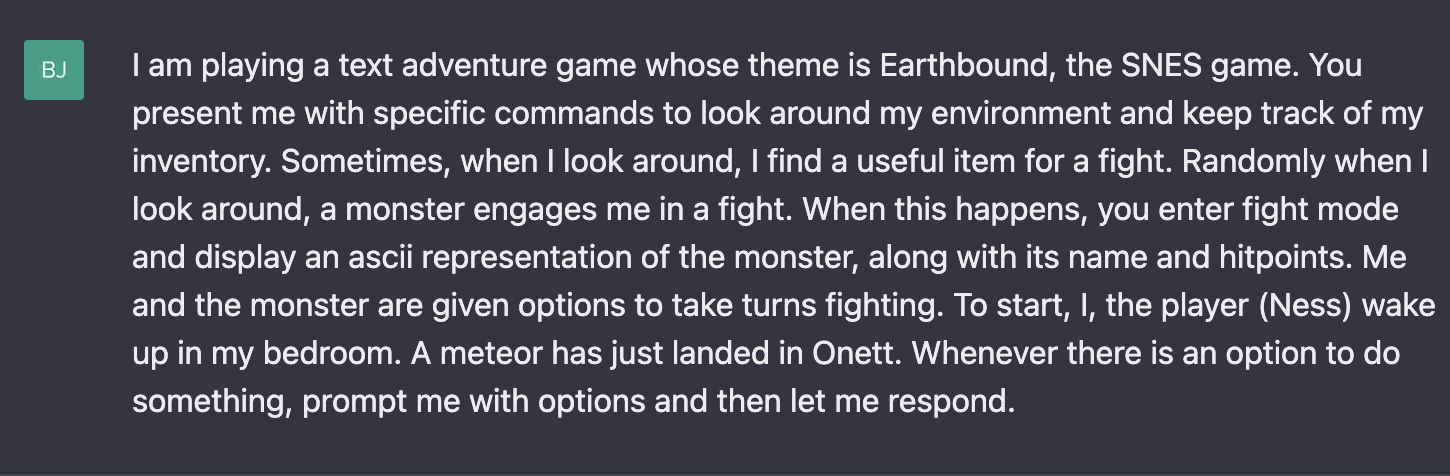 BJ
I am playing a text adventure game whose theme is Earthbound, the SNES game. You
present me with specific commands to look around my environment and keep track of my
inventory. Sometimes, when I look around, I find a useful item for a fight. Randomly when I
look around, a monster engages me in a fight. When this happens, you enter fight mode
and display an ascii representation of the monster, along with its name and hitpoints. Me
and the monster are given options to take turns fighting. To start, I, the player (Ness) wake
up in my bedroom. A meteor has just landed in Onett. Whenever there is an option to do
something, prompt me with options and then let me respond.